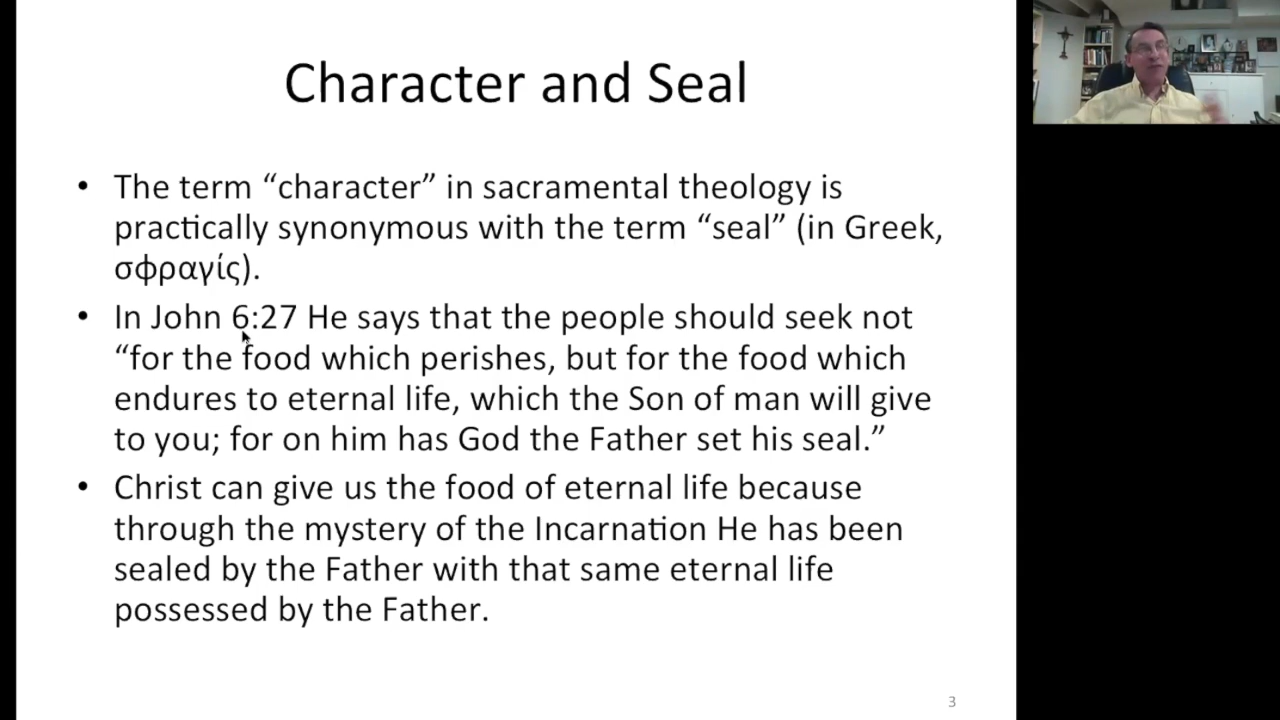 Character and Seal
• The term “character” in sacramental theology is
practically synonymous with the term “seal” (in Greek,
σφραγίς).
• In John 6:27 He says that the people should seek not
“for the food which perishes, but for the food which
endures to eternal life, which the Son of man will give
to you; for on him has God the Father set his seal.”
• Christ can give us the food of eternal life because
through the mystery of the Incarnation He has been
sealed by the Father with that same eternal life
possessed by the Father.
3